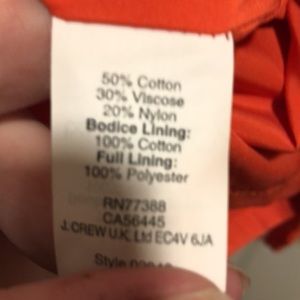 50% Cotton
30% Viscose
20% Nylon
Bodice Lining:
100% Cotton
Full Lining:
100% Polyester
RN77388
CA56445
J.CREW U.K. Ltd EC4V 6JA
Style